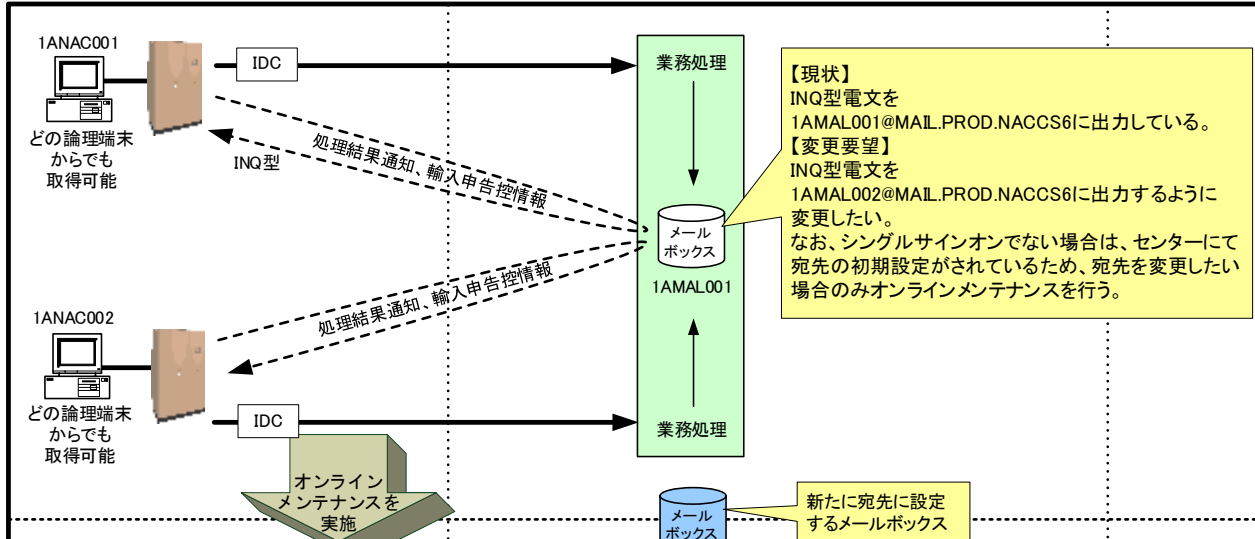 1ANAC001
どの論理端末
からでも
取得可能
IDC
INQ型
処理結果通知、輸入申告控情報
業務処理
メール
ボックス
1AMAL001
【現状】
INQ型電文を
1AMAL001@MAIL.PROD.NACCS6に出力している。
【変更要望】
INQ型電文を
1AMAL002@MAIL.PROD.NACCS6に出力するように
変更したい。
なお、シングルサインオンでない場合は、センターにて
宛先の初期設定がされているため、宛先を変更したい
場合のみオンラインメンテナンスを行う。
1ANAC002
どの論理端末
からでも
取得可能
処理結果通知、輸入申告控情報
IDC
業務処理
オンライン
メンテナンスを
実施
メール
ボックス
新たに宛先に設定
するメールボックス